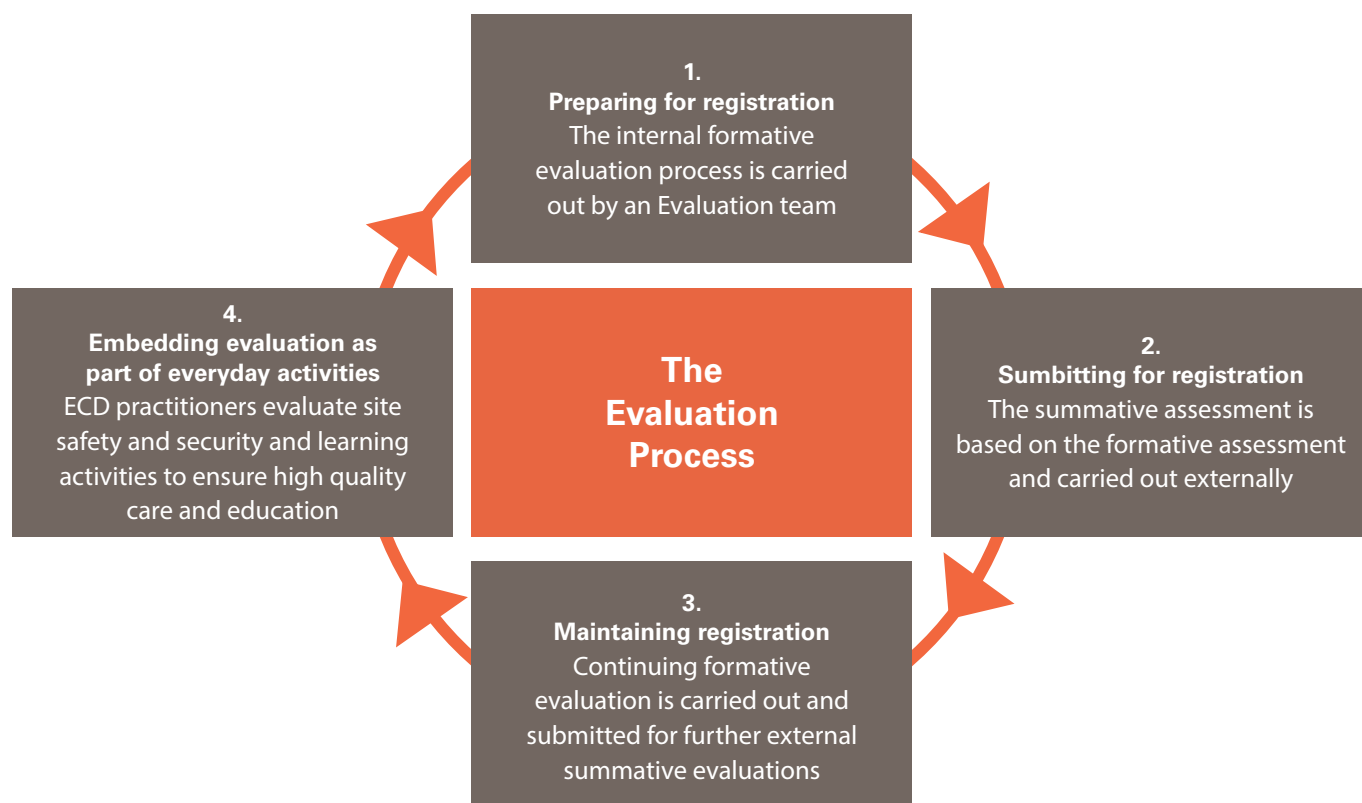 1.
Preparing for registration
The internal formative
evaluation process is carried
out by an Evaluation team
4.
Embedding evaluation as
part of everyday activities
ECD practitioners evaluate site
safety and security and learning
activities to ensure high quality
care and education
The
Evaluation
Process
2.
Sumbitting for registration
The summative assessment is
based on the formative assessment
and carried out externally
3.
Maintaining registration
Continuing formative
evaluation is carried out and
submitted for further external
summative evaluations